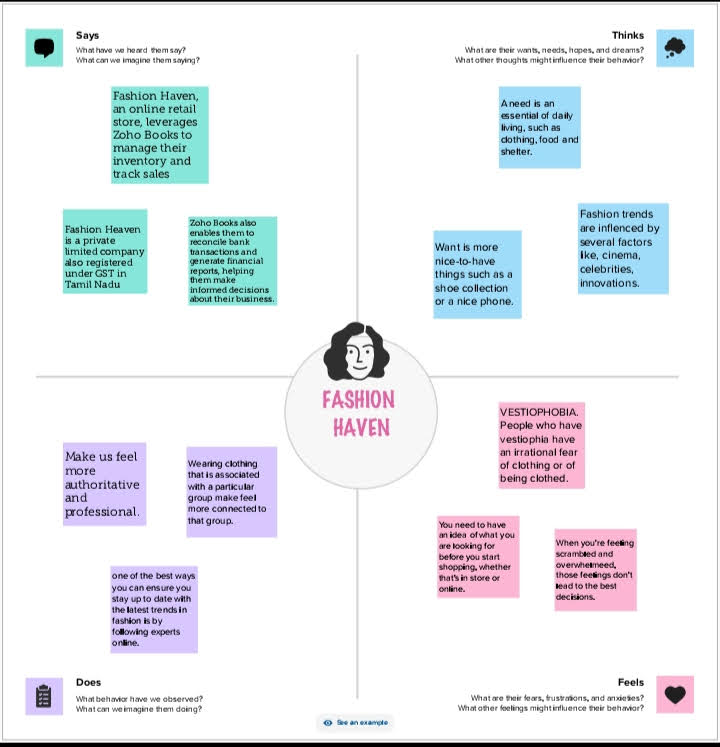 Says
What have we heard them say?
What can we imagine them saying?
Thinks
What are their wants, needs, hopes, and dreams?
What other thoughts might influence their behavior?
Fashion Haven,
an online retail
store, leverages
Zoho Books to
manage their
inventory and
track sales
Fashion Heaven
is a private
limited company
also registered
under GST in
Tamil Nadu
Zoho Books also
enables them to
reconcile bank
transactions and
generate financial
reports, helping
them make
informed decisions
about their business.
A need is an
essential of daily
living, such as
clothing, food and
shelter.
Want is more
nice-to-have
things such as a
shoe collection
or a nice phone.
Fashion trends
are inflenced by
several factors
like, cinema,
celebrities,
innovations.
FASHION
HAVEN
Make us feel
more
authoritative
and
professional.
Wearing clothing
that is associated
with a particular
group make feel
more connected to
that group.
one of the best ways
you can ensure you
stay up to date with
the latest trends in
fashion is by
following experts
online.
VESTIOPHOBIA.
People who have
vestiophia have
an irrational fear
of clothing or of
being clothed.
You need to have
an idea of what you
are looking for
before you start
shopping, whether
that's in store or
online.
When you're feeling
scrambled and
overwhelmeed,
those feelings don't
lead to the best
decisions.
Does
What behavior have we observed?
What can we imagine them doing?
Feels
What are their fears, frustrations, and anxieties?
What other feelings might influence their behavior?
See an example